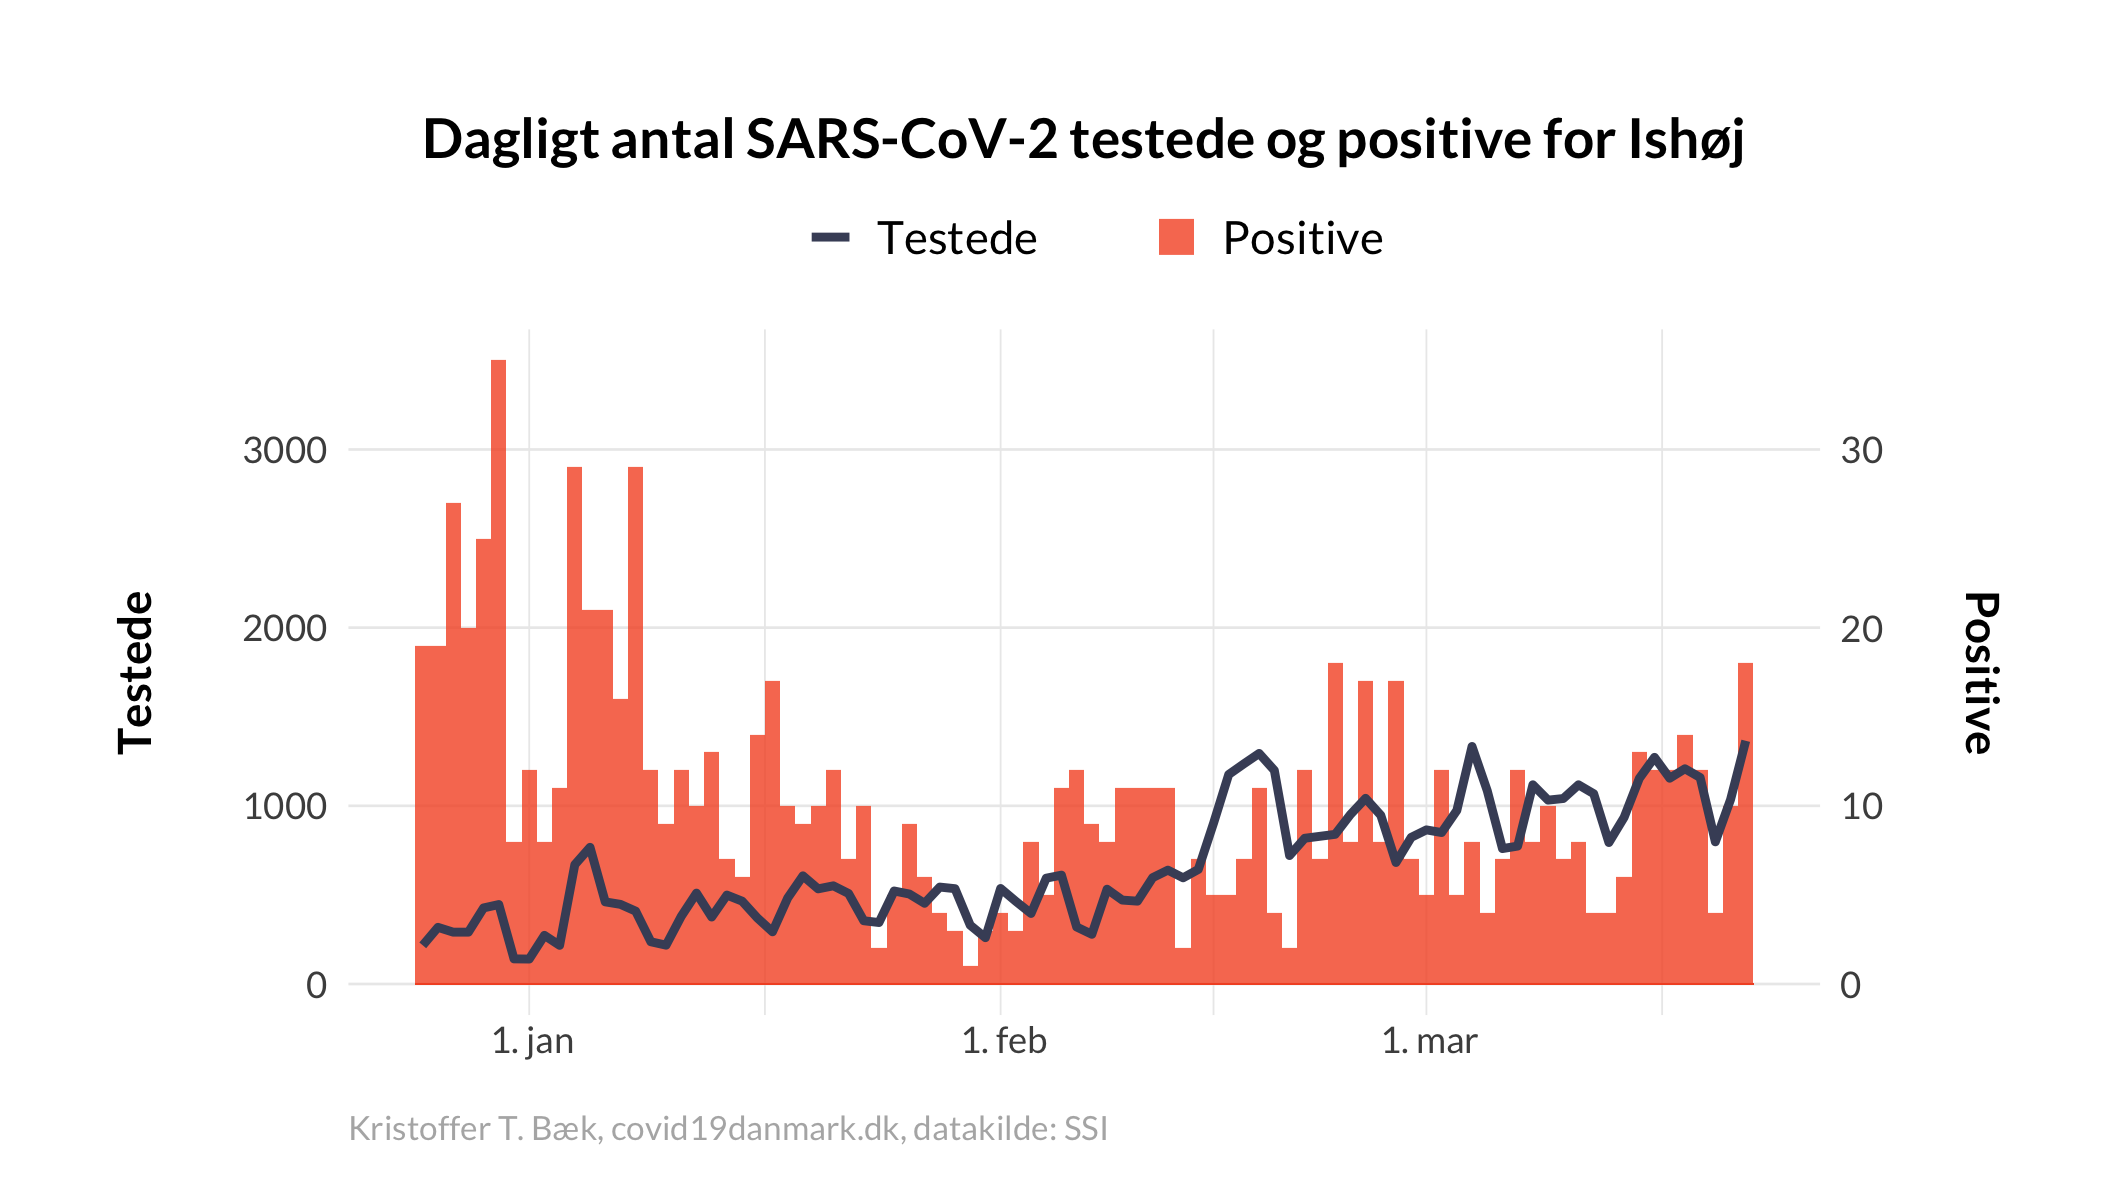 Dagligt antal SARS-CoV-2 testede og positive for Ishøj
Testede
Positive
Testede
3000
2000
1000
0
30
20
10
0
Positive
1. jan
1. feb
1. mar
Kristoffer T. Bæk, covid19danmark.dk, datakilde: SSI